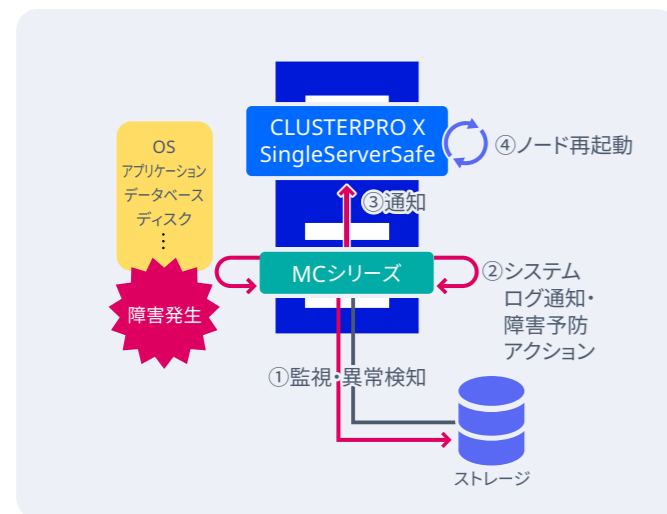 CLUSTERPRO X
SingleServerSafe
④ノード再起動
OS
アプリケーション
データベース
ディスク
⋮
③通知
MCシリーズ
②システム
ログ通知・
障害予防
アクション
障害発生
①監視・異常検知
ストレージ